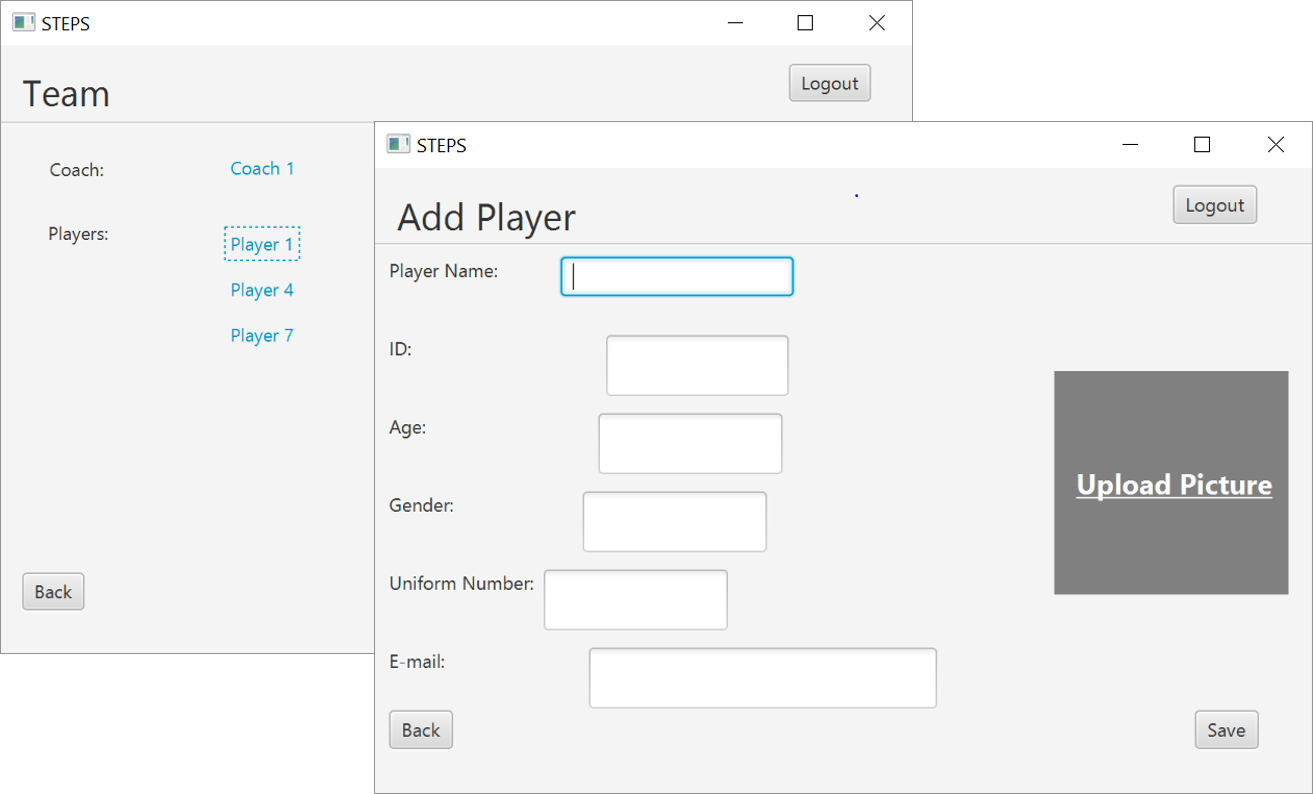 STEPS
Team
Logout
Coach: Coach 1
Players: Player 1
Player 4
Player 7
Back
STEPS
Add Player
Logout
Player Name:
ID:
Age:
Gender:
Uniform Number:
E-mail:
Upload Picture
Back
Save